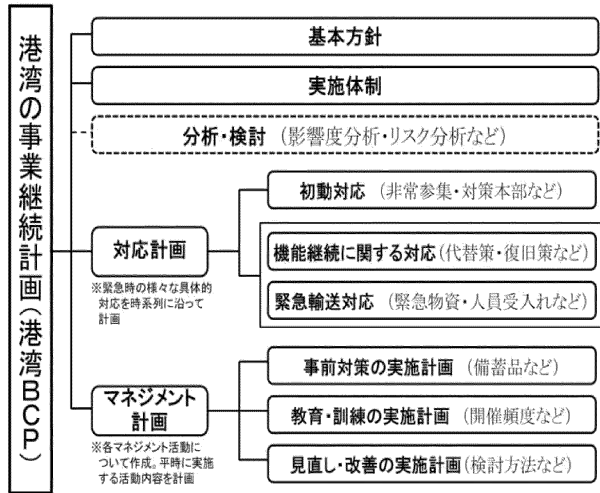 港湾の事業継続計画(港湾BCP)
基本方針
実施体制
分析・検討 (影響度分析・リスク分析など)
初動対応 (非常参集・対策本部など)
対応計画
機能継続に関する対応(代替策・復旧策など)
※緊急時の様々な具体的
対応を時系列に沿って
計画
緊急輸送対応 (緊急物資・人員受入れなど)
事前対策の実施計画 (備蓄品など)
マネジメント
計画
教育・訓練の実施計画 (開催頻度など)
※各マネジメント活動に
ついて作成。平時に実施
する活動内容を計画
見直し・改善の実施計画(検討方法など)